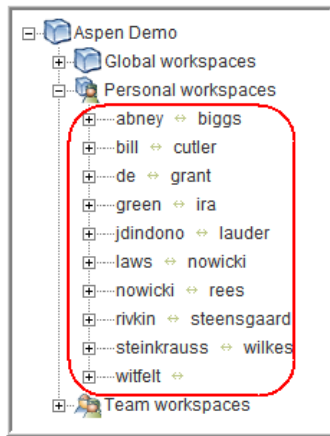 Aspen Demo
Global workspaces
Personal workspaces
abney ↔ biggs
bill ↔ cutler
de ↔ grant
green ↔ ira
jdindono ↔ lauder
laws ↔ nowicki
nowicki ↔ rees
rivkin ↔ steensgaard
steinkrauss ↔ wilkes
witfelt ↔
Team workspaces